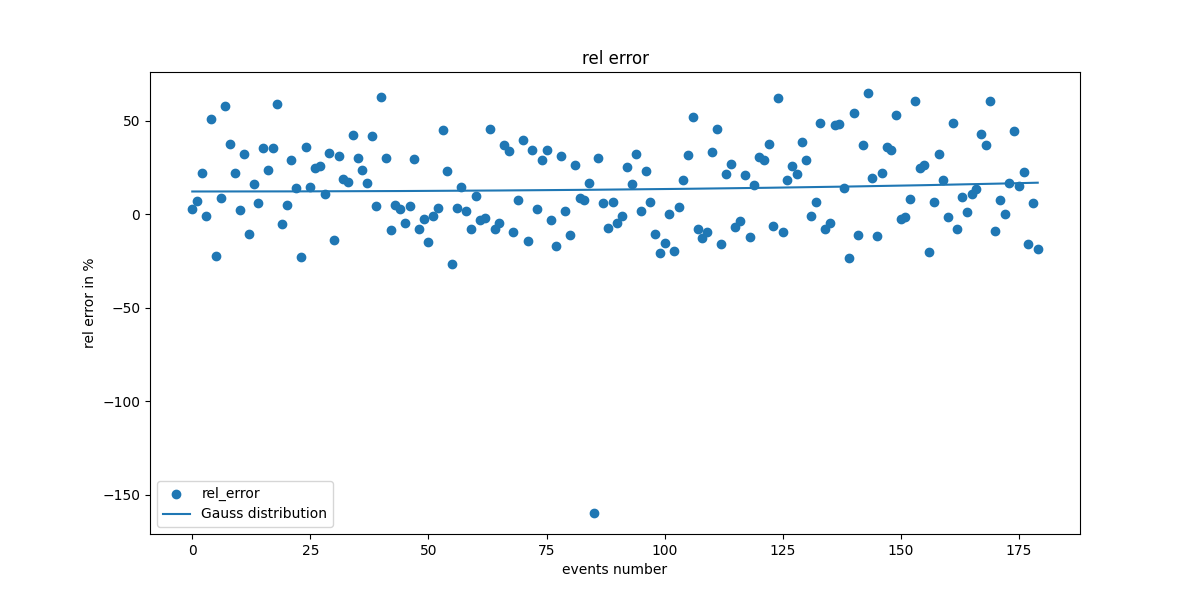 rel error
50
0
−50
−100
−150
rel error in %
rel_error
Gauss distribution
0
25
50
75
100
125
150
175
events number